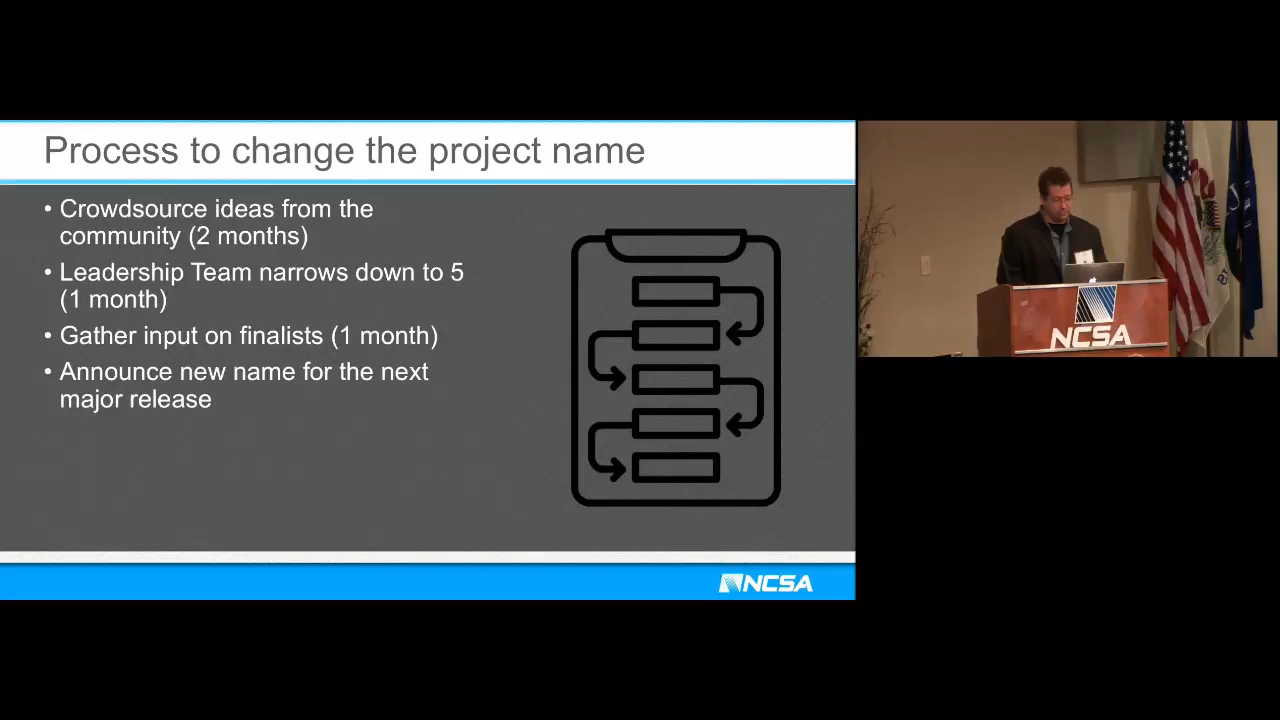 Process to change the project name
• Crowdsource ideas from the
community (2 months)
• Leadership Team narrows down to 5
(1 month)
• Gather input on finalists (1 month)
• Announce new name for the next
major release
NCSA
NCSA